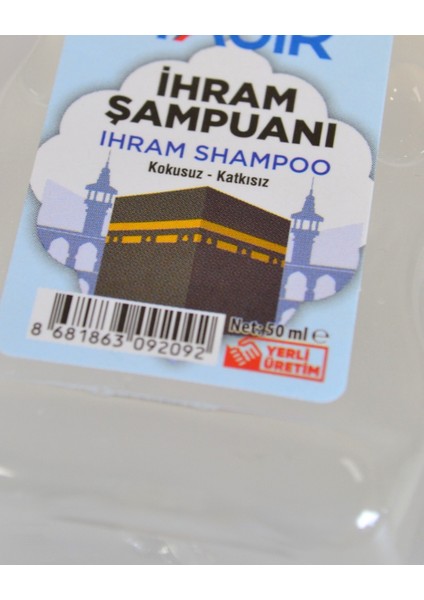 İHRAM
ŞAMPUANI
IHRAM SHAMPOO
Kokusuz - Katkısız
Net: 50 ml e
8 681863 092092
YERLİ
ÜRETİM